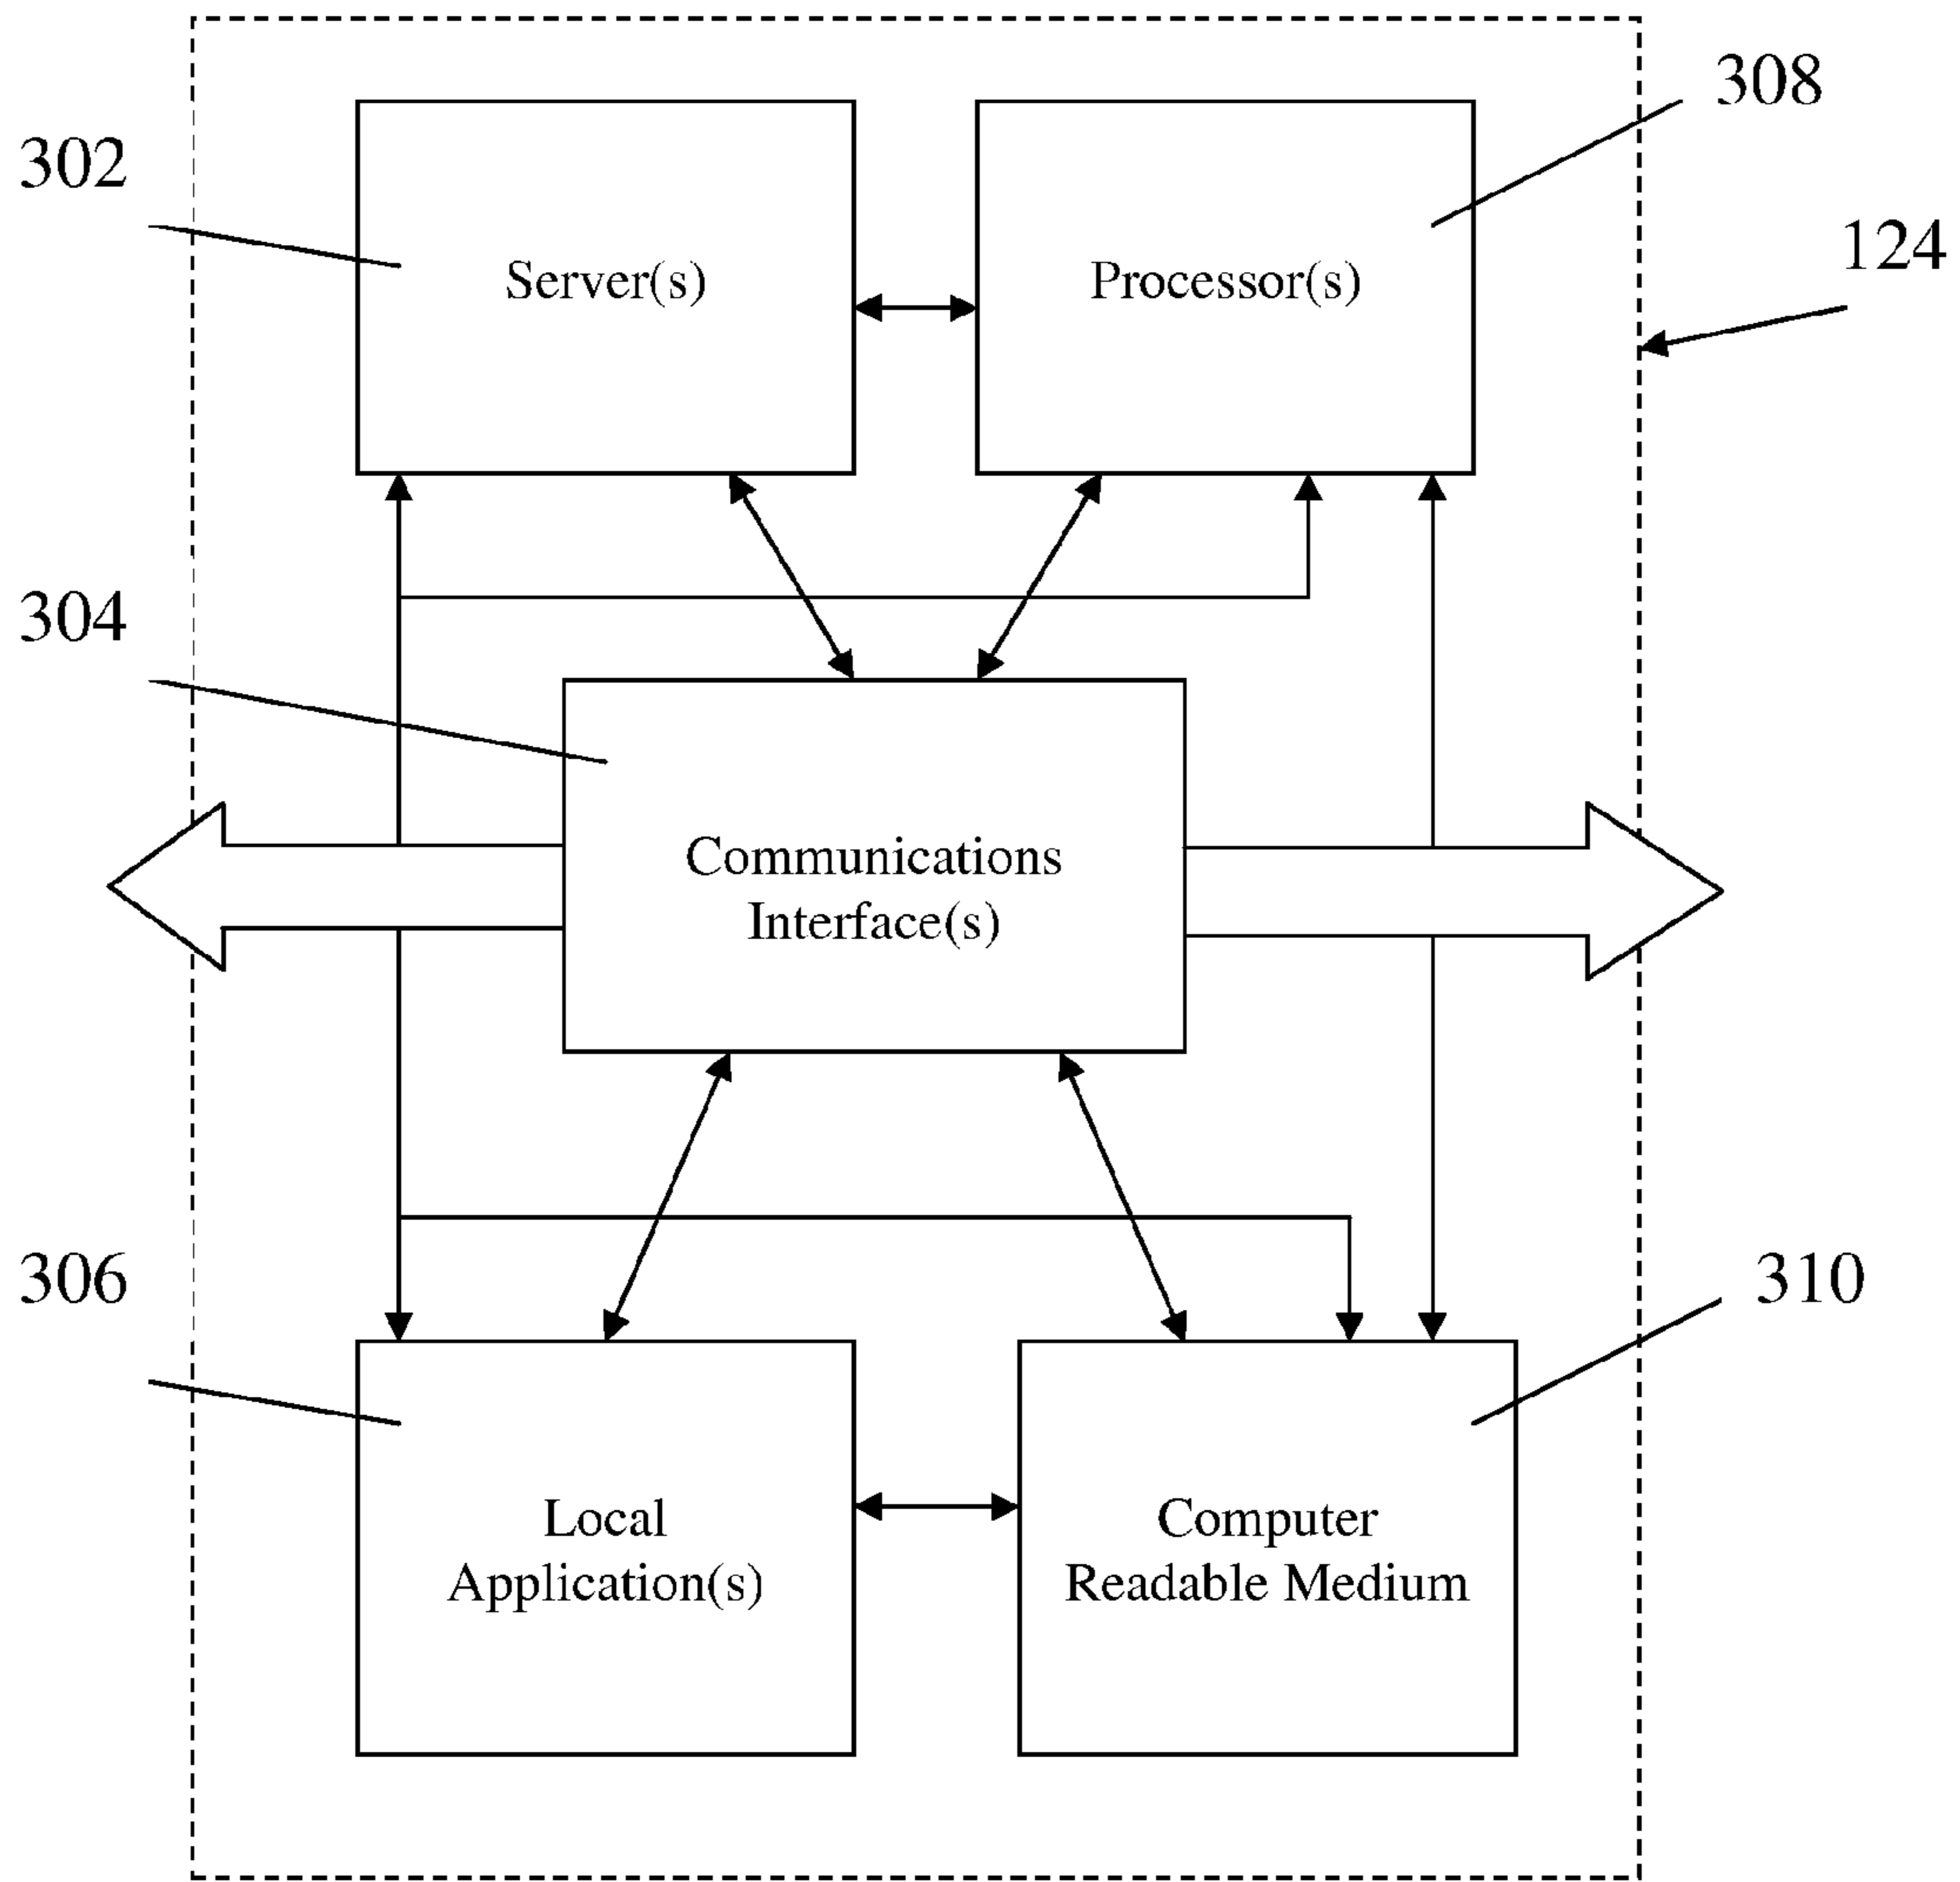 308
302
124
Server(s)
Processor(s)
304
Communications
Interface(s)
306
310
Local
Application(s)
Computer
Readable Medium